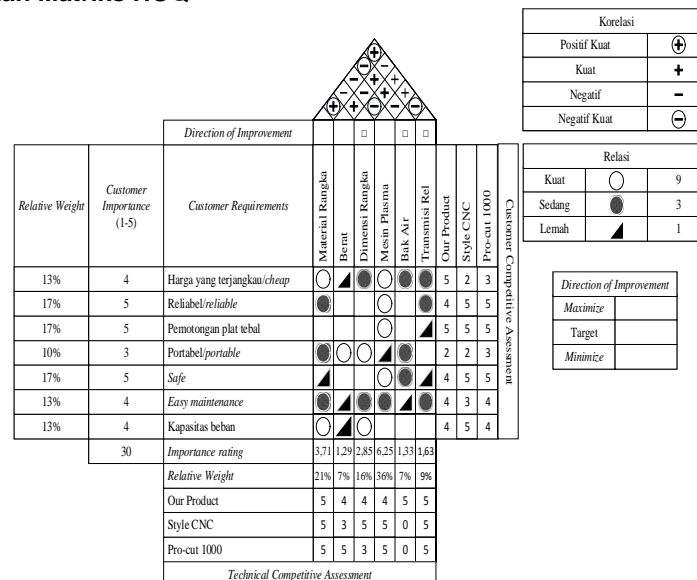 Korelasi
Positif Kuat
Kuat +
Negatif −
Negatif Kuat
Relasi
Kuat 9
Sedang 3
Lemah 1
Direction of Improvement
Maximize
Target
Minimize
Direction of Improvement
Relative Weight
Customer Importance (1-5)
Customer Requirements
Material Rangka
Berat
Dimensi Rangka
Mesin Plasma
Bak Air
Transmisi Rel
Our Product
Style CNC
Pro-cut 1000
Customer Competitive Asessment
13% 4 Harga yang terjangkau/cheap 5 2 3
17% 5 Reliabel/reliable 4 5 5
17% 5 Pemotongan plat tebal 5 5 5
10% 3 Portabel/portable 2 2 3
17% 5 Safe 4 5 5
13% 4 Easy maintenance 4 3 4
13% 4 Kapasitas beban 4 5 4
30 Importance rating 3,71 1,29 2,85 6,25 1,33 1,63
Relative Weight 21% 7% 16% 36% 7% 9%
Our Product 5 4 4 4 5 5
Style CNC 5 3 5 5 0 5
Pro-cut 1000 5 5 3 5 0 5
Technical Competitive Assessment